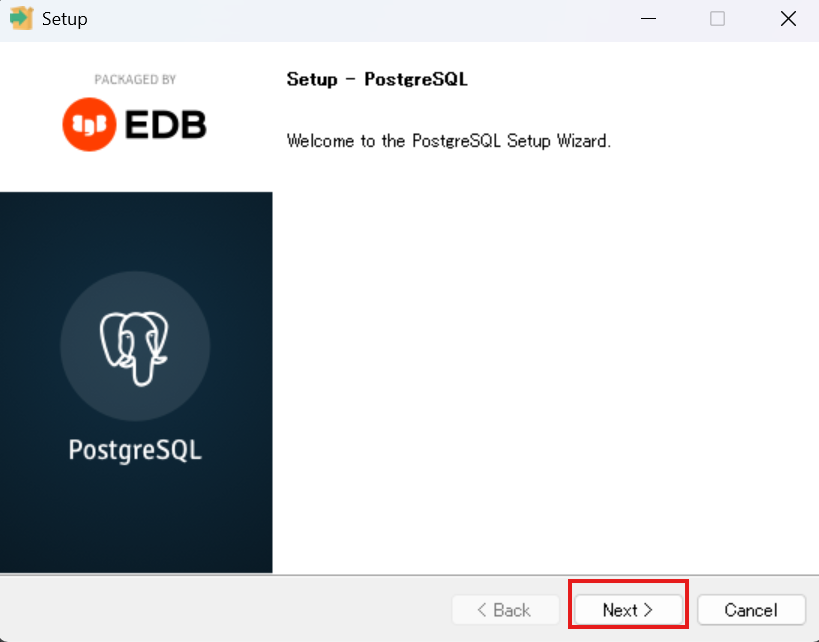 Setup
PACKAGED BY
EDB
Setup - PostgreSQL
Welcome to the PostgreSQL Setup Wizard.
PostgreSQL
< Back
Next >
Cancel